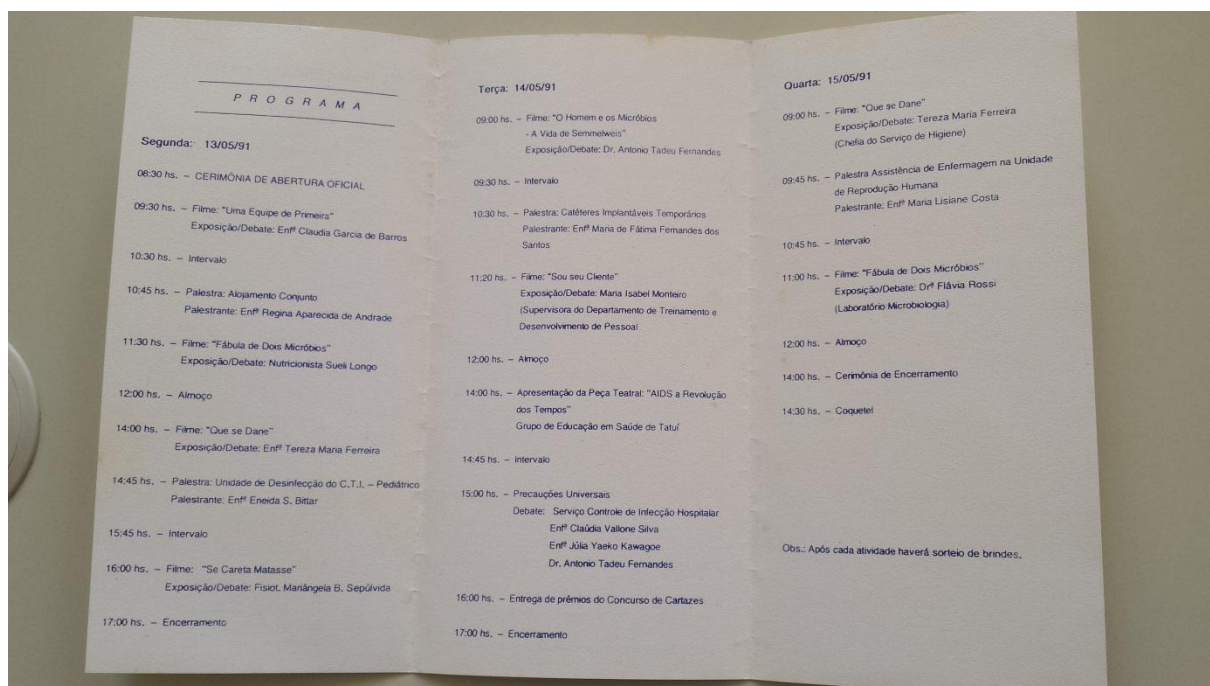 PROGRAMA
Segunda: 13/05/91
08:30 hs. – CERIMÔNIA DE ABERTURA OFICIAL
09:30 hs. – Filme: "Uma Equipe de Primeira"
Exposição/Debate: Enfª Claudia Garcia de Barros
10:30 hs. – Intervalo
10:45 hs. – Palestra: Alojamento Conjunto
Palestrante: Enfª Regina Aparecida de Andrade
11:30 hs. – Filme: "Fábula de Dois Micróbios"
Exposição/Debate: Nutricionista Sueli Longo
12:00 hs. – Almoço
14:00 hs. – Filme: "Que se Dane"
Exposição/Debate: Enfª Tereza Maria Ferreira
14:45 hs. – Palestra: Unidade de Desinfecção do C.T.I. – Pediátrico
Palestrante: Enfª Eneida S. Bittar
15:45 hs. – Intervalo
16:00 hs. – Filme: "Se Careta Matasse"
Exposição/Debate: Fisiot. Mariângela B. Sepúlvida
17:00 hs. – Encerramento
Terça: 14/05/91
09:00 hs. – Filme: "O Homem e os Micróbios
- A Vida de Semmelweis"
Exposição/Debate: Dr. Antonio Tadeu Fernandes
09:30 hs. – Intervalo
10:30 hs. – Palestra: Catéteres Implantáveis Temporários
Palestrante: Enfª Maria de Fátima Fernandes dos
Santos
11:20 hs. – Filme: "Sou seu Cliente"
Exposição/Debate: Maria Isabel Monteiro
(Supervisora do Departamento de Treinamento e
Desenvolvimento de Pessoal
12:00 hs. – Almoço
14:00 hs. – Apresentação da Peça Teatral: "AIDS a Revolução
dos Tempos"
Grupo de Educação em Saúde de Tatuí
14:45 hs. – Intervalo
15:00 hs. – Precauções Universais
Debate: Serviço Controle de Infecção Hospitalar
Enfª Claúdia Vallone Silva
Enfª Júlia Yaeko Kawagoe
Dr. Antonio Tadeu Fernandes
16:00 hs. – Entrega de prêmios do Concurso de Cartazes
17:00 hs. – Encerramento
Quarta: 15/05/91
09:00 hs. – Filme: "Que se Dane"
Exposição/Debate: Tereza Maria Ferreira
(Chefia do Serviço de Higiene)
09:45 hs. – Palestra Assistência de Enfermagem na Unidade
de Reprodução Humana
Palestrante: Enfª Maria Lisiane Costa
10:45 hs. – Intervalo
11:00 hs. – Filme: "Fábula de Dois Micróbios"
Exposição/Debate: Drª Flávia Rossi
(Laboratório Microbiologia)
12:00 hs. – Almoço
14:00 hs. – Cerimônia de Encerramento
14:30 hs. – Coquetel
Obs.: Após cada atividade haverá sorteio de brindes.